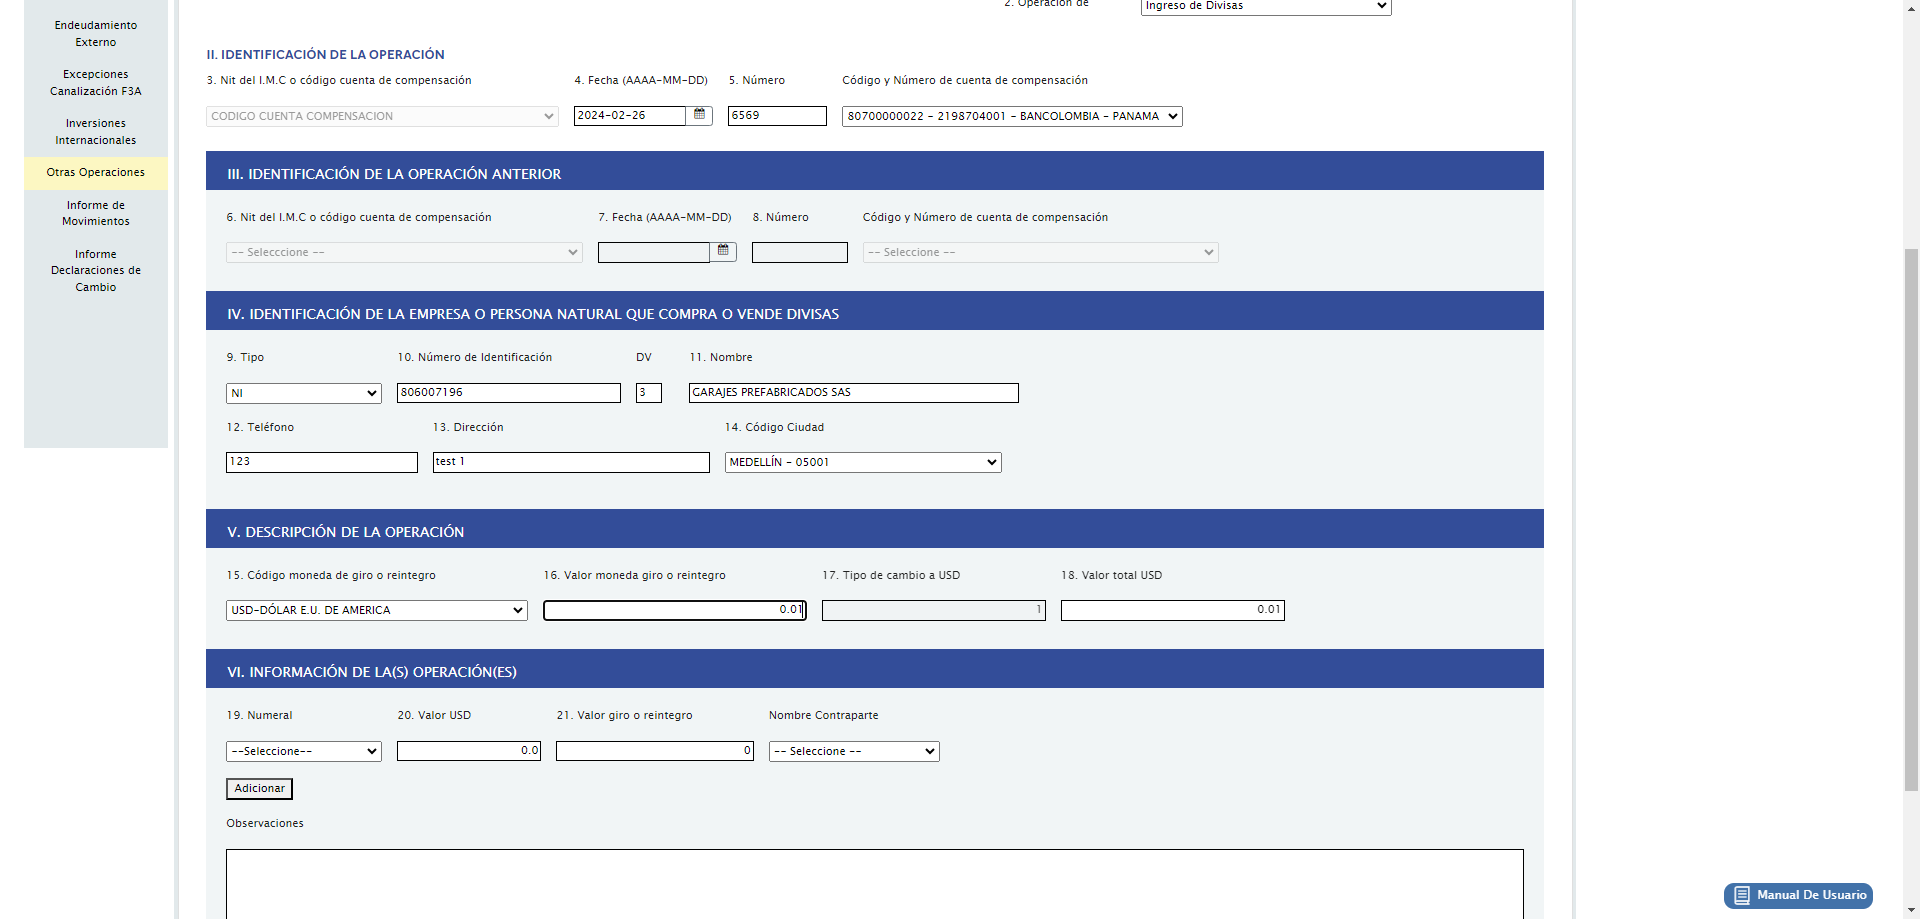 2. Operación de
Ingreso de Divisas
Endeudamiento
Externo
Excepciones
Canalización F3A
Inversiones
Internacionales
Otras Operaciones
Informe de
Movimientos
Informe
Declaraciones de
Cambio
II. IDENTIFICACIÓN DE LA OPERACIÓN
3. Nit del I.M.C o código cuenta de compensación
4. Fecha (AAAA-MM-DD)
5. Número
Código y Número de cuenta de compensación
CODIGO CUENTA COMPENSACION
2024-02-26
6569
80700000022 - 2198704001 - BANCOLOMBIA - PANAMA
III. IDENTIFICACIÓN DE LA OPERACIÓN ANTERIOR
6. Nit del I.M.C o código cuenta de compensación
7. Fecha (AAAA-MM-DD)
8. Número
Código y Número de cuenta de compensación
-- Selecccione --
-- Seleccione --
IV. IDENTIFICACIÓN DE LA EMPRESA O PERSONA NATURAL QUE COMPRA O VENDE DIVISAS
9. Tipo
10. Número de Identificación
DV
11. Nombre
NI
806007196
3
GARAJES PREFABRICADOS SAS
12. Teléfono
13. Dirección
14. Código Ciudad
123
test 1
MEDELLÍN - 05001
V. DESCRIPCIÓN DE LA OPERACIÓN
15. Código moneda de giro o reintegro
16. Valor moneda giro o reintegro
17. Tipo de cambio a USD
18. Valor total USD
USD-DÓLAR E.U. DE AMERICA
0.01
1
0.01
VI. INFORMACIÓN DE LA(S) OPERACIÓN(ES)
19. Numeral
20. Valor USD
21. Valor giro o reintegro
Nombre Contraparte
--Seleccione--
0.0
0
-- Seleccione --
Adicionar
Observaciones
Manual De Usuario